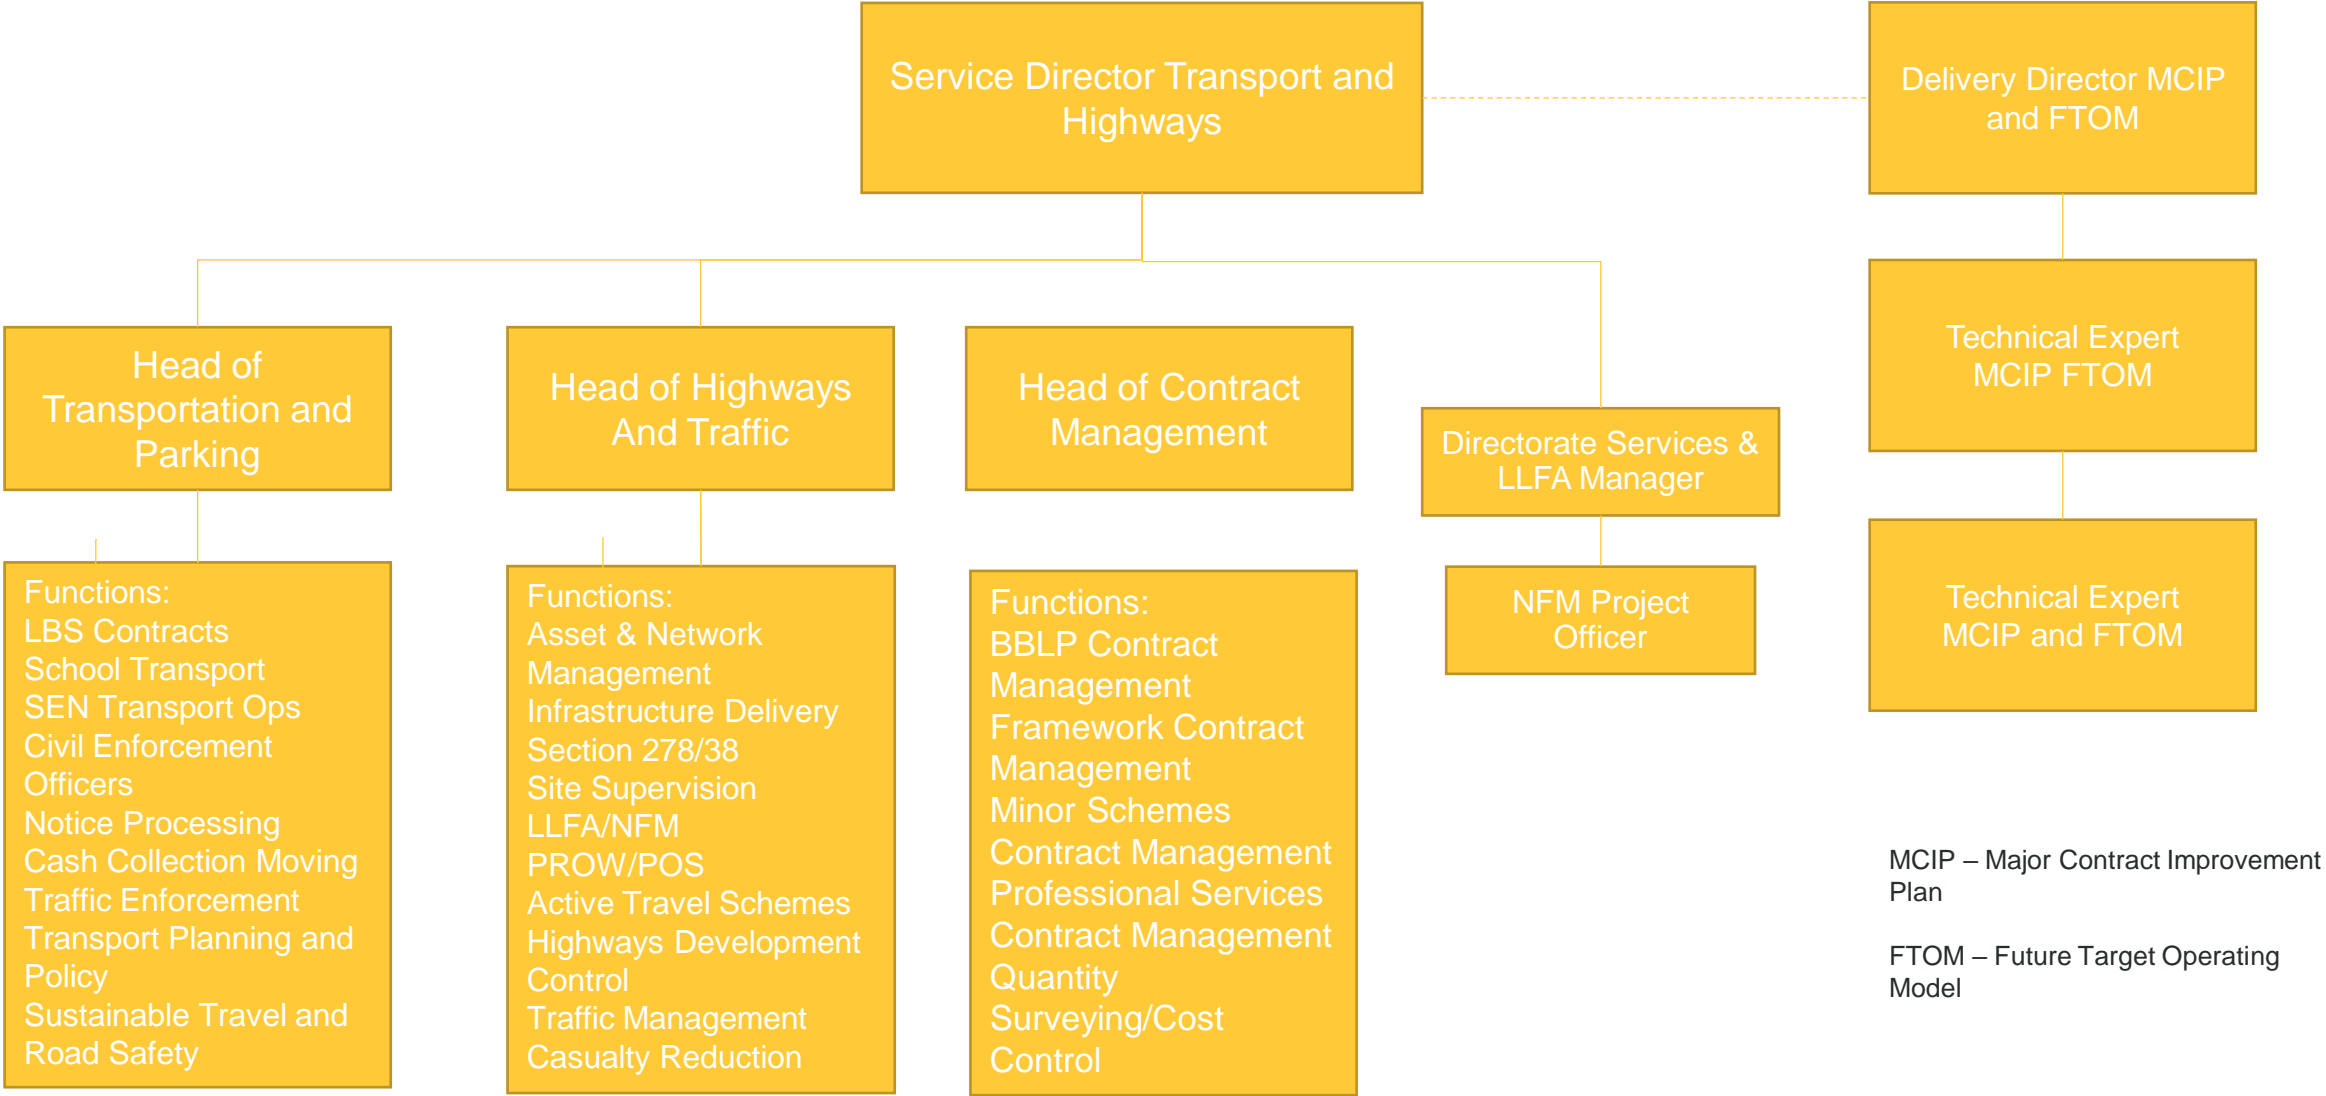 Service Director Transport and
Highways
Delivery Director MCIP
and FTOM
Technical Expert
MCIP FTOM
Technical Expert
MCIP and FTOM
Head of
Transportation and
Parking
Head of Highways
And Traffic
Head of Contract
Management
Directorate Services &
LLFA Manager
NFM Project
Officer
Functions:
LBS Contracts
School Transport
SEN Transport Ops
Civil Enforcement
Officers
Notice Processing
Cash Collection Moving
Traffic Enforcement
Transport Planning and
Policy
Sustainable Travel and
Road Safety
Functions:
Asset & Network
Management
Infrastructure Delivery
Section 278/38
Site Supervision
LLFA/NFM
PROW/POS
Active Travel Schemes
Highways Development
Control
Traffic Management
Casualty Reduction
Functions:
BBLP Contract
Management
Framework Contract
Management
Minor Schemes
Contract Management
Professional Services
Contract Management
Quantity
Surveying/Cost
Control
MCIP – Major Contract Improvement
Plan
FTOM – Future Target Operating
Model